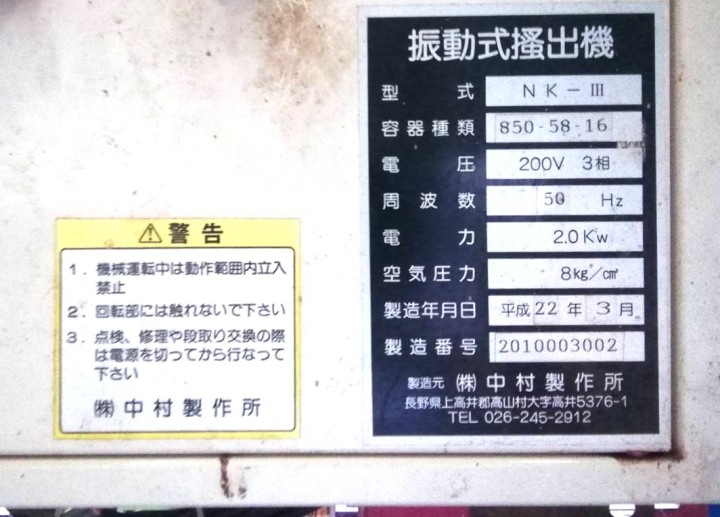 振動式掻出機
型式 NK-III
容器種類 850-58-16
電圧 200V 3相
周波数 50 Hz
電力 2.0Kw
空気圧力 8kg/cm²
製造年月日 平成22年 3月
製造番号 2010003002
製造元 ㈱中村製作所
長野県上高井郡高山村大字高井5376-1
TEL 026-245-2912
⚠警告
1. 機械運転中は動作範囲内立入
禁止
2. 回転部には触れないで下さい
3. 点検、修理や段取り交換の際
は電源を切ってから行なって
下さい
㈱中村製作所